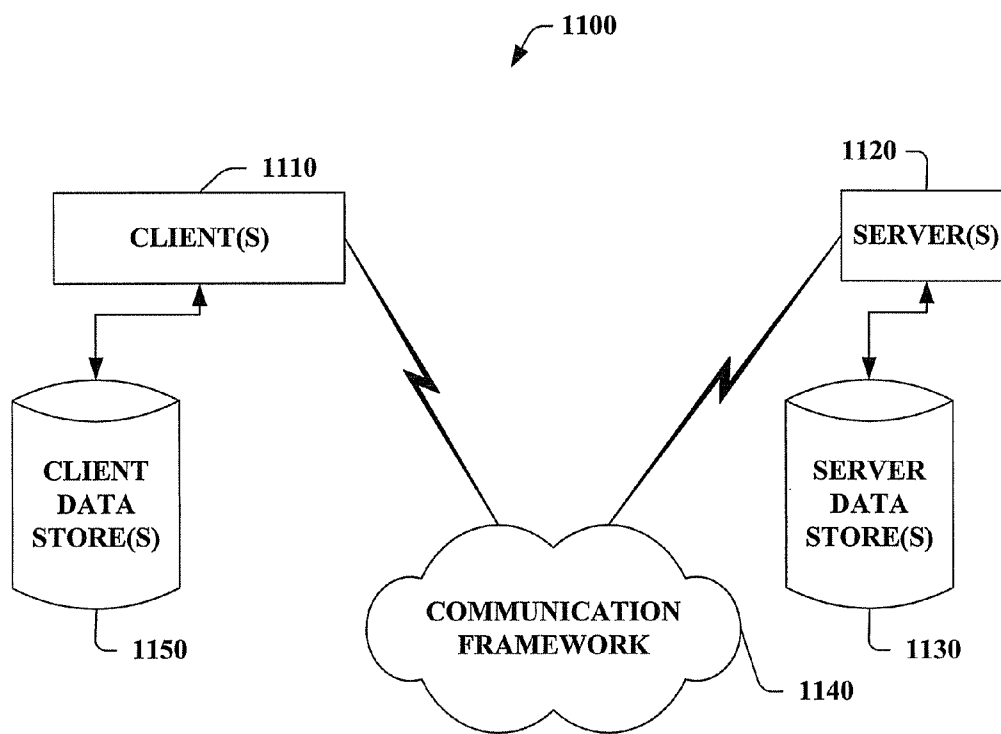 1100
1110
1120
CLIENT(S)
SERVER(S)
CLIENT
DATA
STORE(S)
SERVER
DATA
STORE(S)
COMMUNICATION
FRAMEWORK
1150
1130
1140